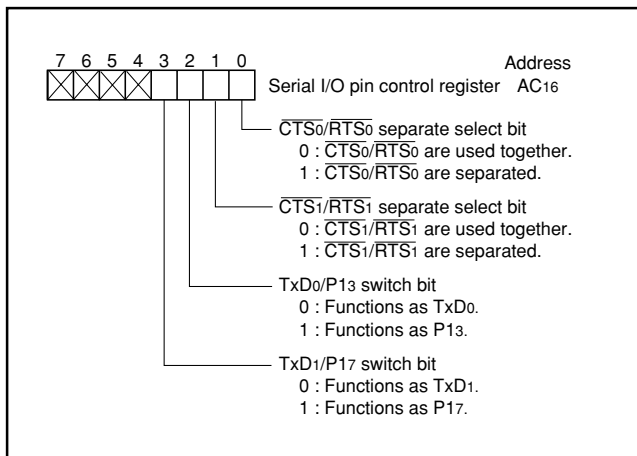 7 6 5 4 3 2 1 0 Address
Serial I/O pin control register AC16
CTS0/RTS0 separate select bit
0 : CTS0/RTS0 are used together.
1 : CTS0/RTS0 are separated.
CTS1/RTS1 separate select bit
0 : CTS1/RTS1 are used together.
1 : CTS1/RTS1 are separated.
TxD0/P13 switch bit
0 : Functions as TxD0.
1 : Functions as P13.
TxD1/P17 switch bit
0 : Functions as TxD1.
1 : Functions as P17.